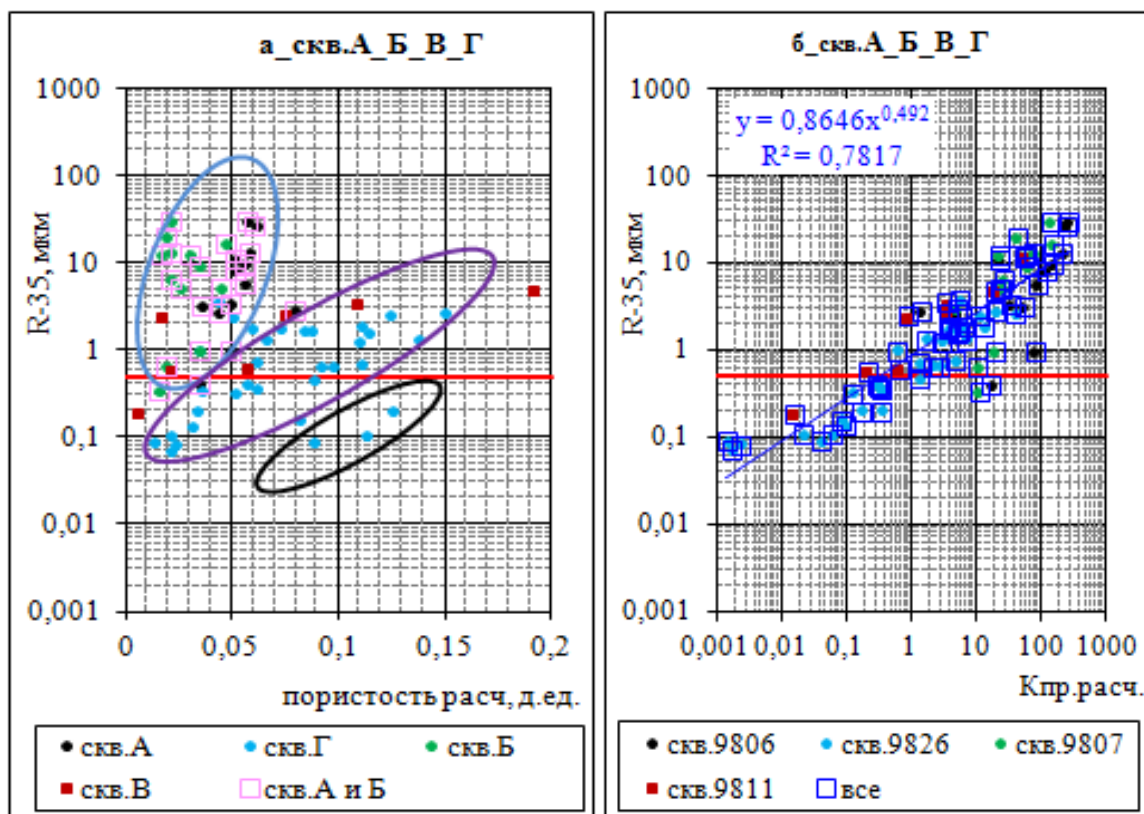 а_скв.А_Б_В_Г
1000
100
10
1
0,1
0,01
0,001
R-35, мкм
0 0,05 0,1 0,15 0,2
пористость расч, д.ед.
скв.А скв.Г скв.Б
скв.В скв.А и Б
б_скв.А_Б_В_Г
y = 0,8646x^0,492
R² = 0,7817
1000
100
10
1
0,1
0,01
0,001
R-35, мкм
0,001 0,01 0,1 1 10 100 1000
Кпр.расч.
скв.9806 скв.9826 скв.9807
скв.9811 все